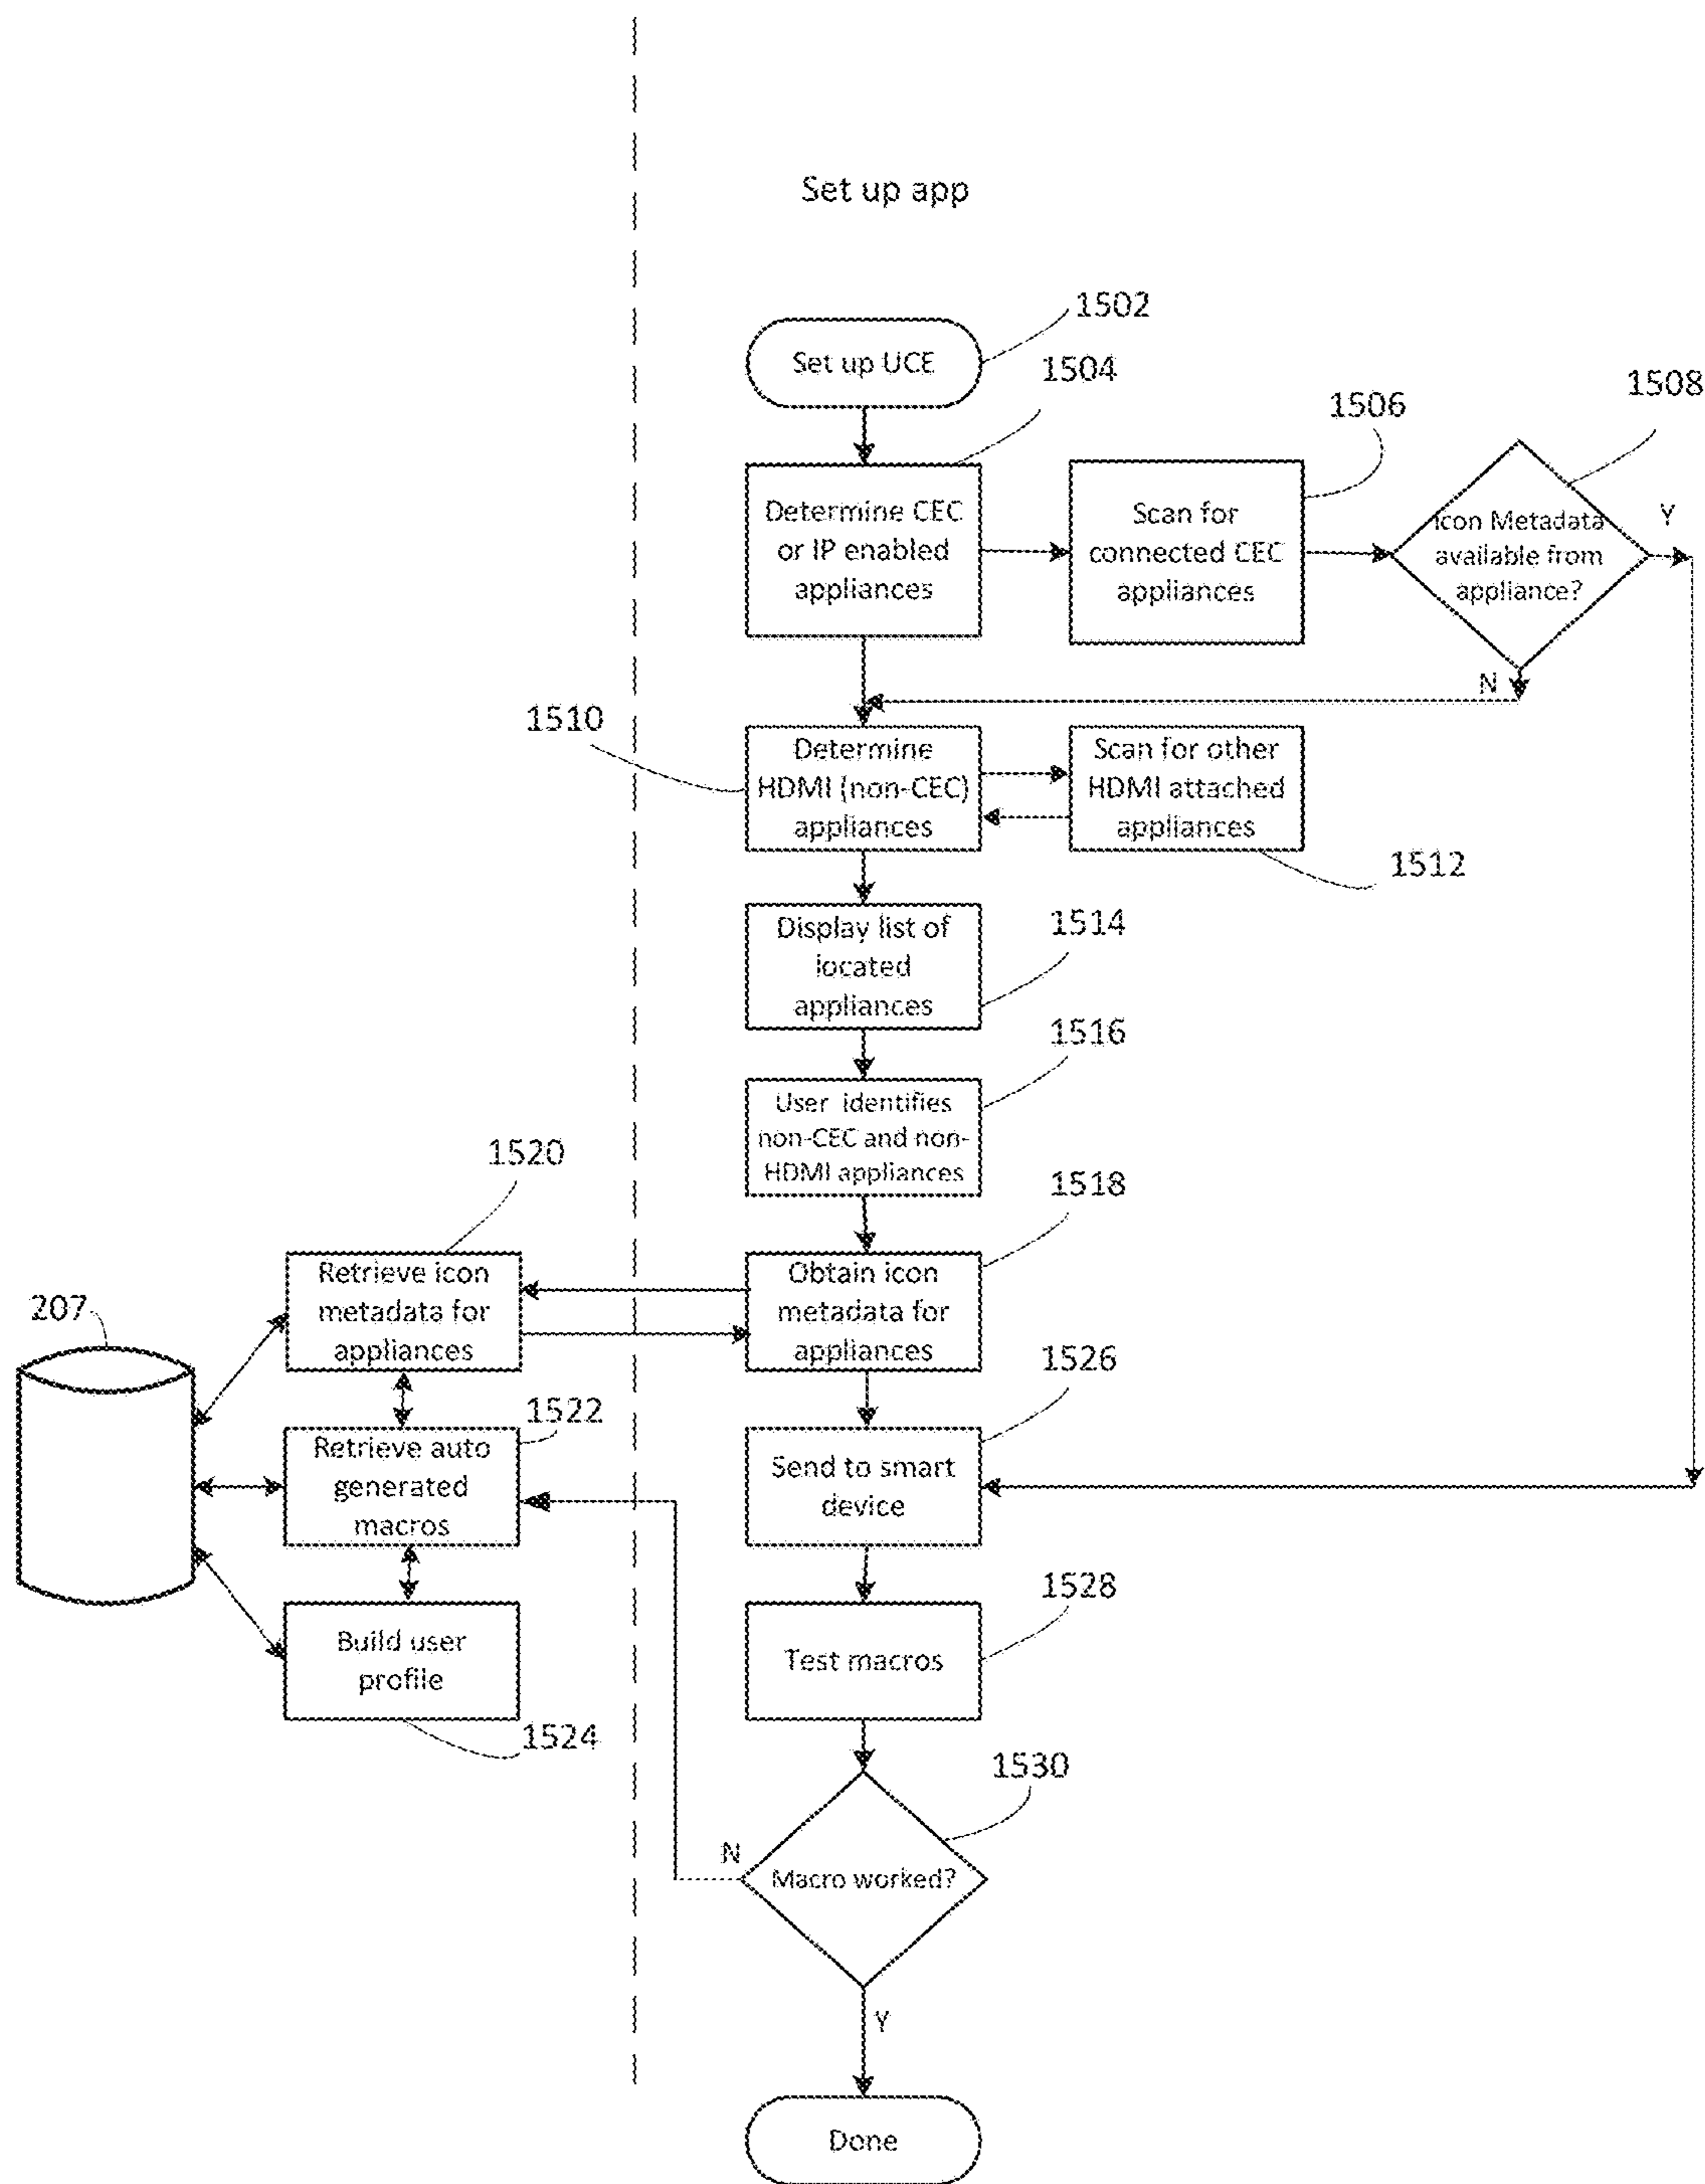 Set up app
1502
Set up UCE
1504
1508
1506
Determine CEC
or IP enabled
appliances
Scan for
connected CEC
appliances
Icon Metadata
available from
appliance?
Y
N
1510
Determine
HDMI (non-CEC)
appliances
Scan for other
HDMI attached
appliances
1512
Display list of
located
appliances
1514
1516
User identifies
non-CEC and non-
HDMI appliances
1520
1518
207
Retrieve icon
metadata for
appliances
Obtain icon
metadata for
appliances
1526
1522
Retrieve auto
generated
macros
Send to smart
device
1528
Build user
profile
Test macros
1524
1530
N
Macro worked?
Y
Done